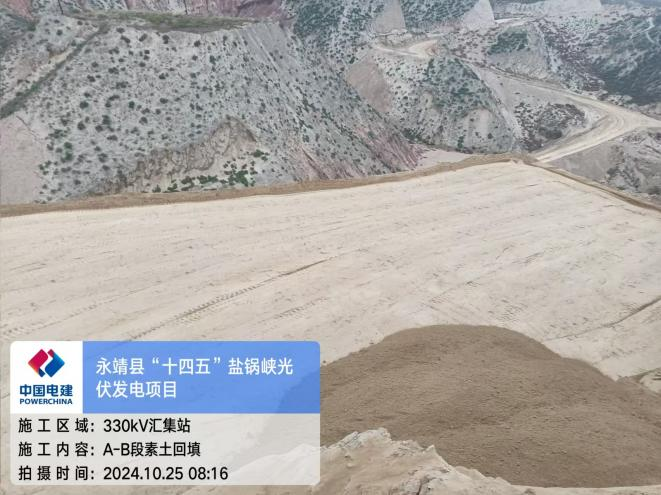 中国电建
POWERCHINA
永靖县“十四五”盐锅峡光
伏发电项目
施工区域：330kV汇集站
施工内容：A-B段素土回填
拍摄时间：2024.10.25 08:16